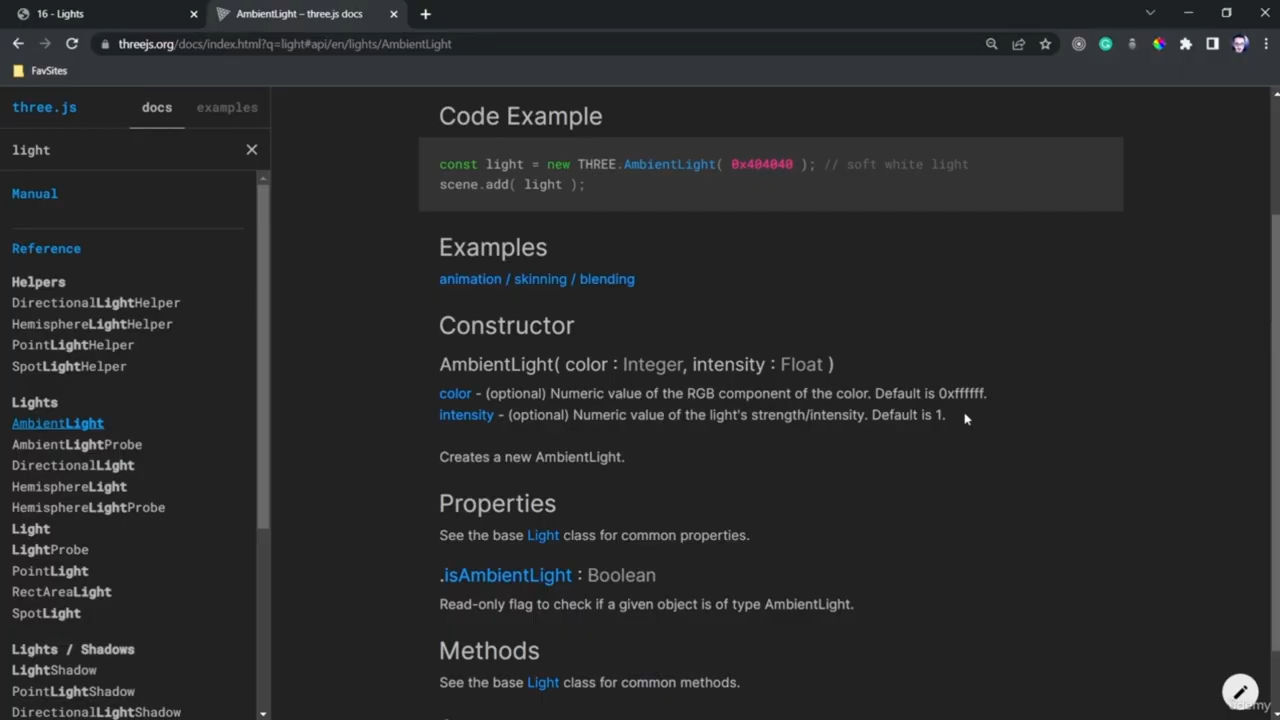 16 - Lights
AmbientLight – three.js docs
threejs.org/docs/index.html?q=light#api/en/lights/AmbientLight
FavSites
three.js
docs
examples
light
Manual
Reference
Helpers
DirectionalLightHelper
HemisphereLightHelper
PointLightHelper
SpotLightHelper
Lights
AmbientLight
AmbientLightProbe
DirectionalLight
HemisphereLight
HemisphereLightProbe
Light
LightProbe
PointLight
RectAreaLight
SpotLight
Lights / Shadows
LightShadow
PointLightShadow
DirectionalLightShadow
Code Example
const light = new THREE.AmbientLight( 0x404040 ); // soft white light
scene.add( light );
Examples
animation / skinning / blending
Constructor
AmbientLight( color : Integer, intensity : Float )
color - (optional) Numeric value of the RGB component of the color. Default is 0xffffff.
intensity - (optional) Numeric value of the light's strength/intensity. Default is 1.
Creates a new AmbientLight.
Properties
See the base Light class for common properties.
.isAmbientLight : Boolean
Read-only flag to check if a given object is of type AmbientLight.
Methods
See the base Light class for common methods.
udemy